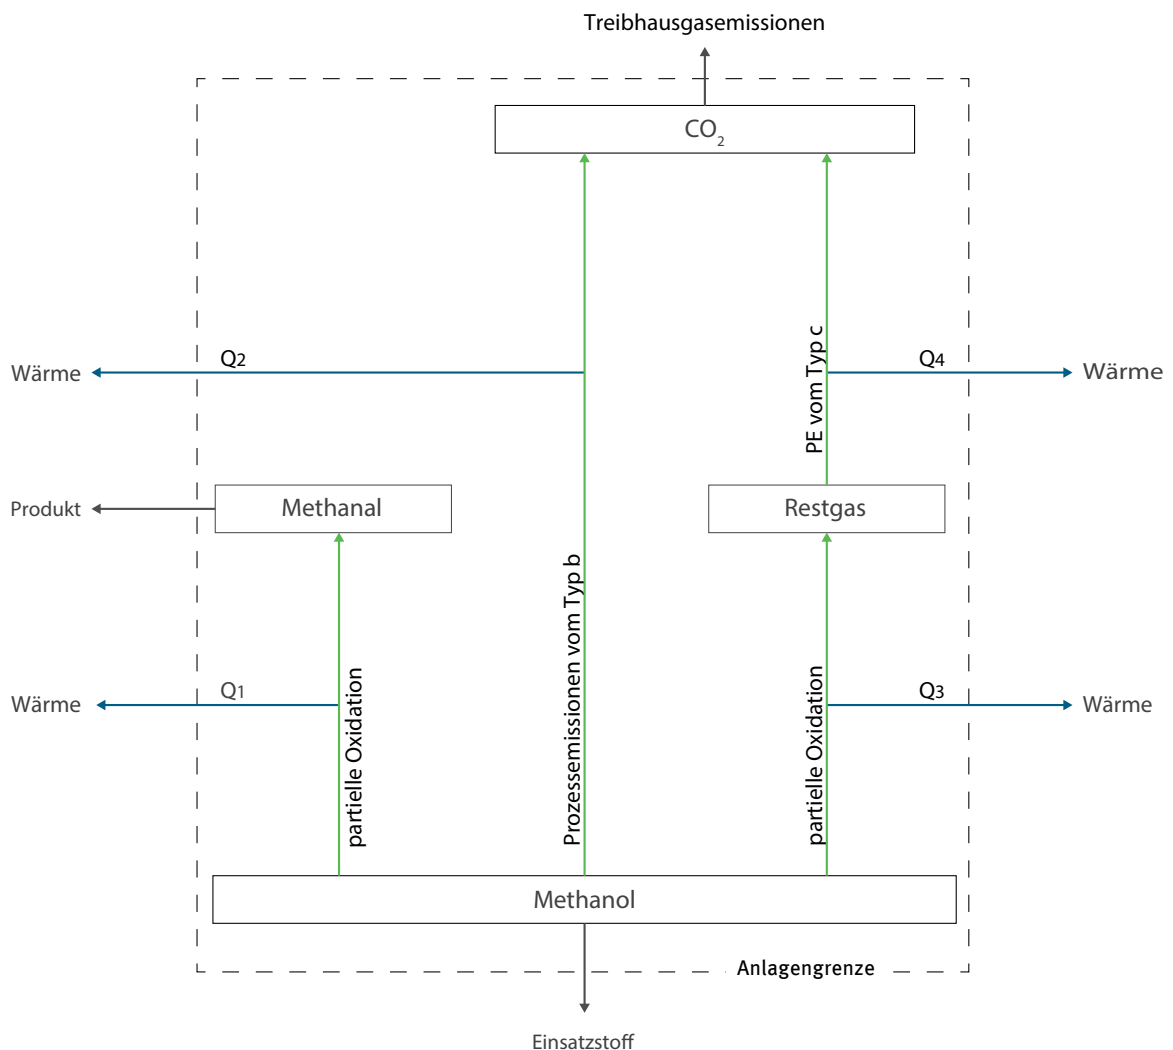 Treibhausgasemissionen
CO2
Q2
Wärme
PE vom Typ c
Q4
Wärme
Produkt
Methanal
Restgas
Prozessemissionen vom Typ b
Q1
Wärme
partielle Oxidation
partielle Oxidation
Q3
Wärme
Methanol
Anlagengrenze
Einsatzstoff